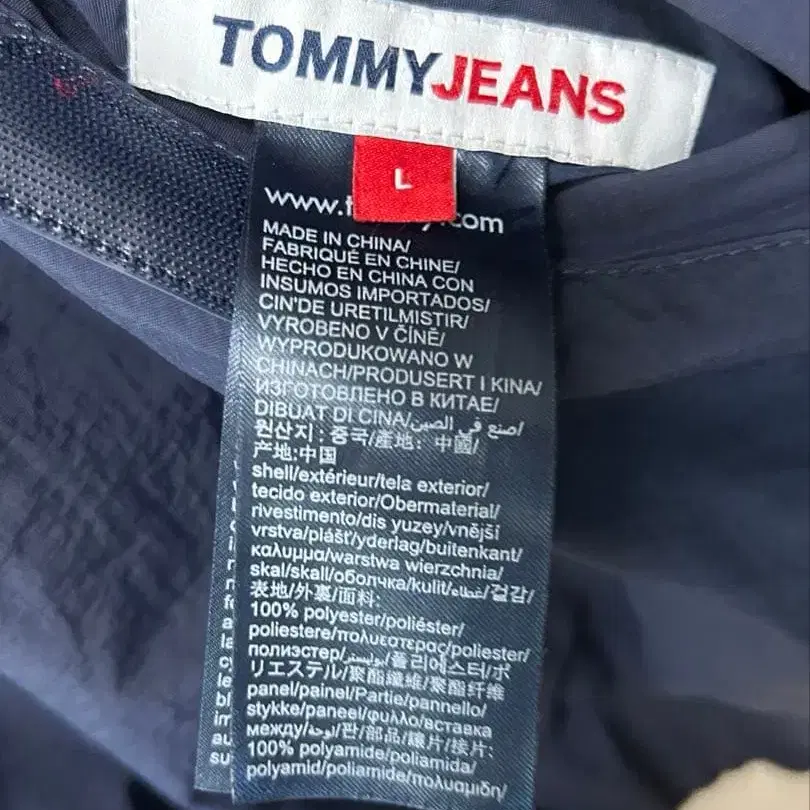 TOMMYJEANS
L
www.t y.com
MADE IN CHINA/
FABRIQUÉ EN CHINE/
HECHO EN CHINA CON
INSUMOS IMPORTADOS/
CIN'DE URETILMISTIR/
VYROBENO V ČÍNĚ/
WYPRODUKOWANO W
CHINACH/PRODUSERT I KINA/
ИЗГОТОВЛЕНО В КИТАЕ/
DIBUAT DI CINA/صنع في الصين/
원산지 : 중국/產地: 中國/
产地:中国
shell/extérieur/tela exterior/
tecido exterior/Obermaterial/
rivestimento/dis yuzey/vnější
vrstva/plášť/yderlag/buitenkant/
καλυμμα/warstwa wierzchnia/
skal/skall/оболчка/kulit/غطاء/겉감/
表地/外裏/面料:
100% polyester/poliéster/
poliestere/πολυεστερας/poliester/
полиэстер/بوليستر/폴리에스터/ポ
リエステル/聚酯纖維/聚酯纤维
panel/painel/Partie/pannello/
stykke/paneel/φυλλο/вставка
между/لوحة/판/部品/鑲片/接片:
100% polyamide/poliamida/
polyamid/poliamide/πολυαμιδη/